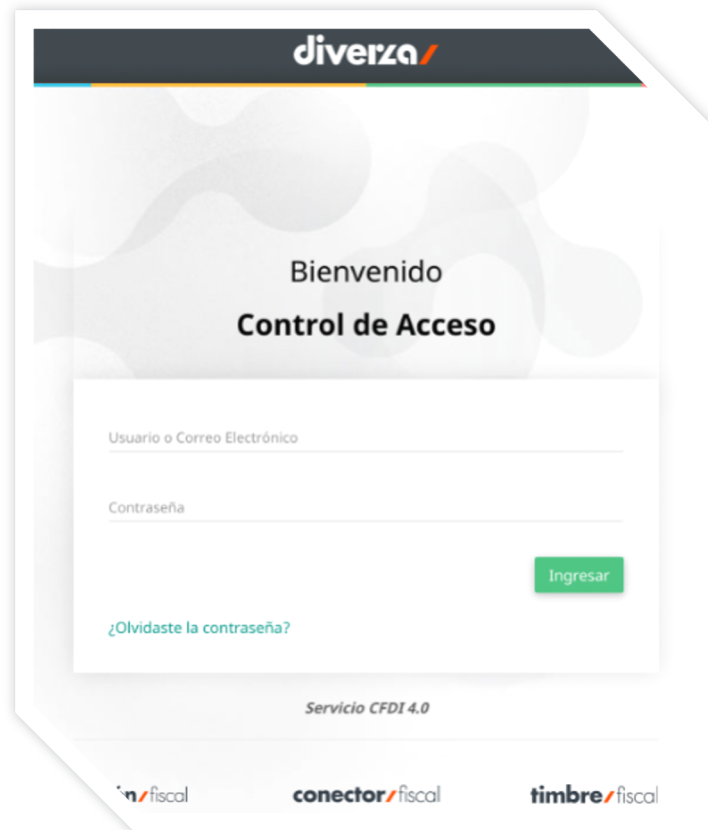 diverza/
Bienvenido
Control de Acceso
Usuario o Correo Electrónico
Contraseña
Ingresar
¿Olvidaste la contraseña?
Servicio CFDI 4.0
/fiscal conector/fiscal timbre/fiscal